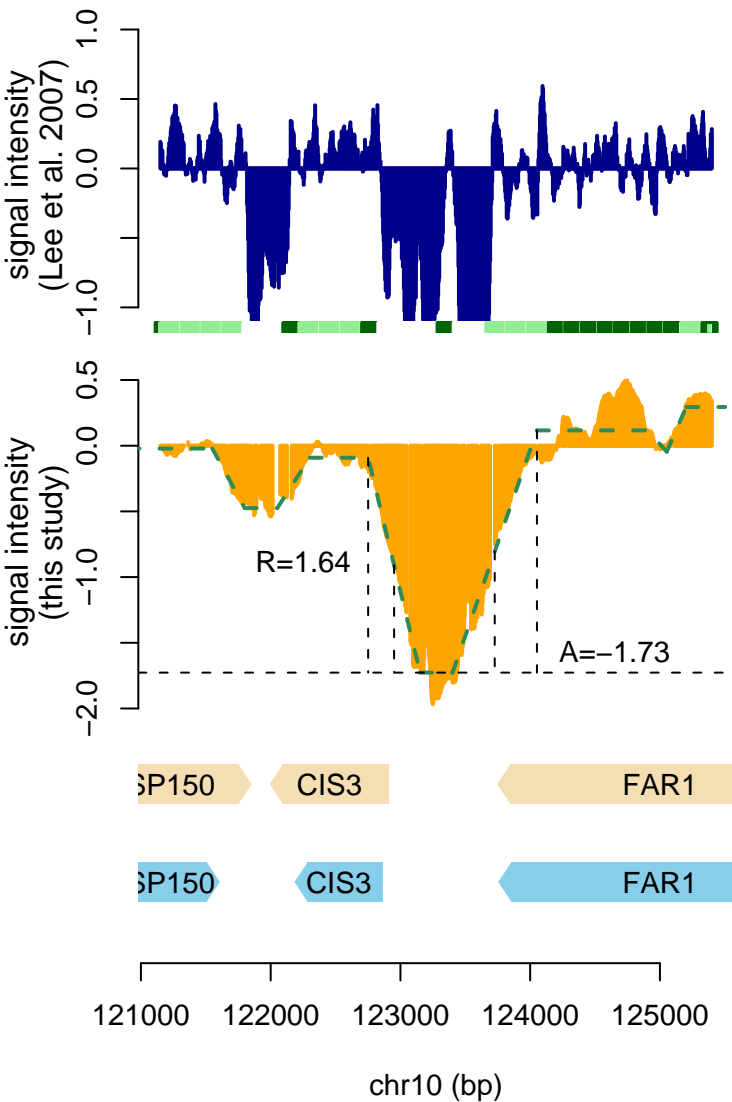 signal intensity
(Lee et al. 2007)
1.0
0.5
0.0
−1.0
signal intensity
(this study)
0.5
0.0
−1.0
−2.0
R=1.64
A=−1.73
SP150 CIS3 FAR1
SP150 CIS3 FAR1
121000 122000 123000 124000 125000
chr10 (bp)